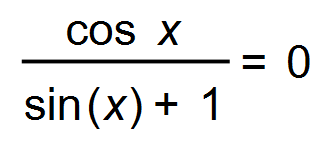 cos x
sin(x) + 1 = 0